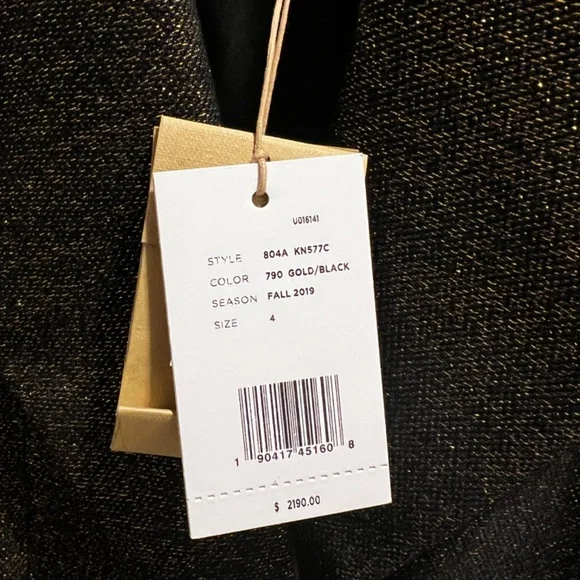 U016141
STYLE 804A KN577C
COLOR 790 GOLD/BLACK
SEASON FALL 2019
SIZE 4
1 90417 45160 8
$ 2190.00